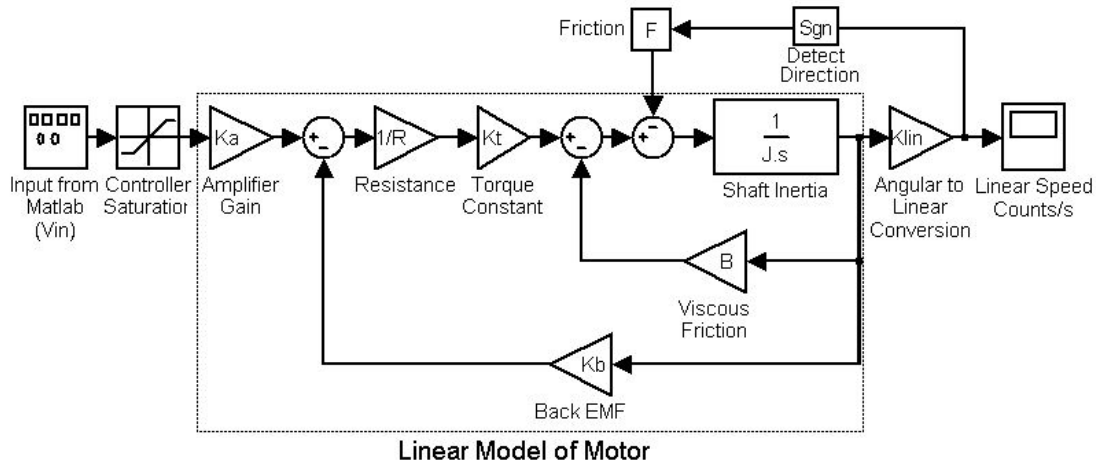 Friction
F
Sgn
Detect
Direction
Input from
Matlab
(Vin)
Controller
Saturation
Ka
Amplifier
Gain
+
−
1/R
Resistance
Kt
Torque
Constant
+
−
+
−
1
J.s
Shaft Inertia
Klin
Angular to
Linear
Conversion
Linear Speed
Counts/s
B
Viscous
Friction
Kb
Back EMF
Linear Model of Motor